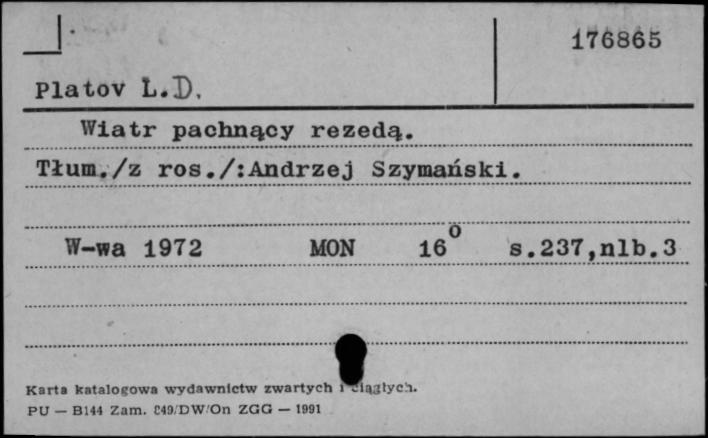 176865
Platov L.D.
Wiatr pachnący rezedą.
Tłum./z ros./:Andrzej Szymański.
W-wa 1972 MON 16⁰ s.237,nlb.3
Karta katalogowa wydawnictw zwartych i ciągłych.
PU — B144 Zam. 849/DW/On ZGG — 1991